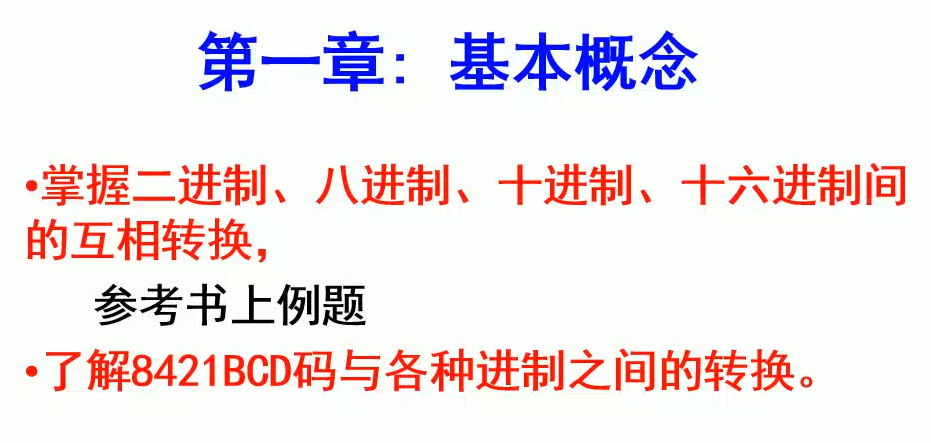 第一章：基本概念
•掌握二进制、八进制、十进制、十六进制间
的互相转换，
参考书上例题
•了解8421BCD码与各种进制之间的转换。